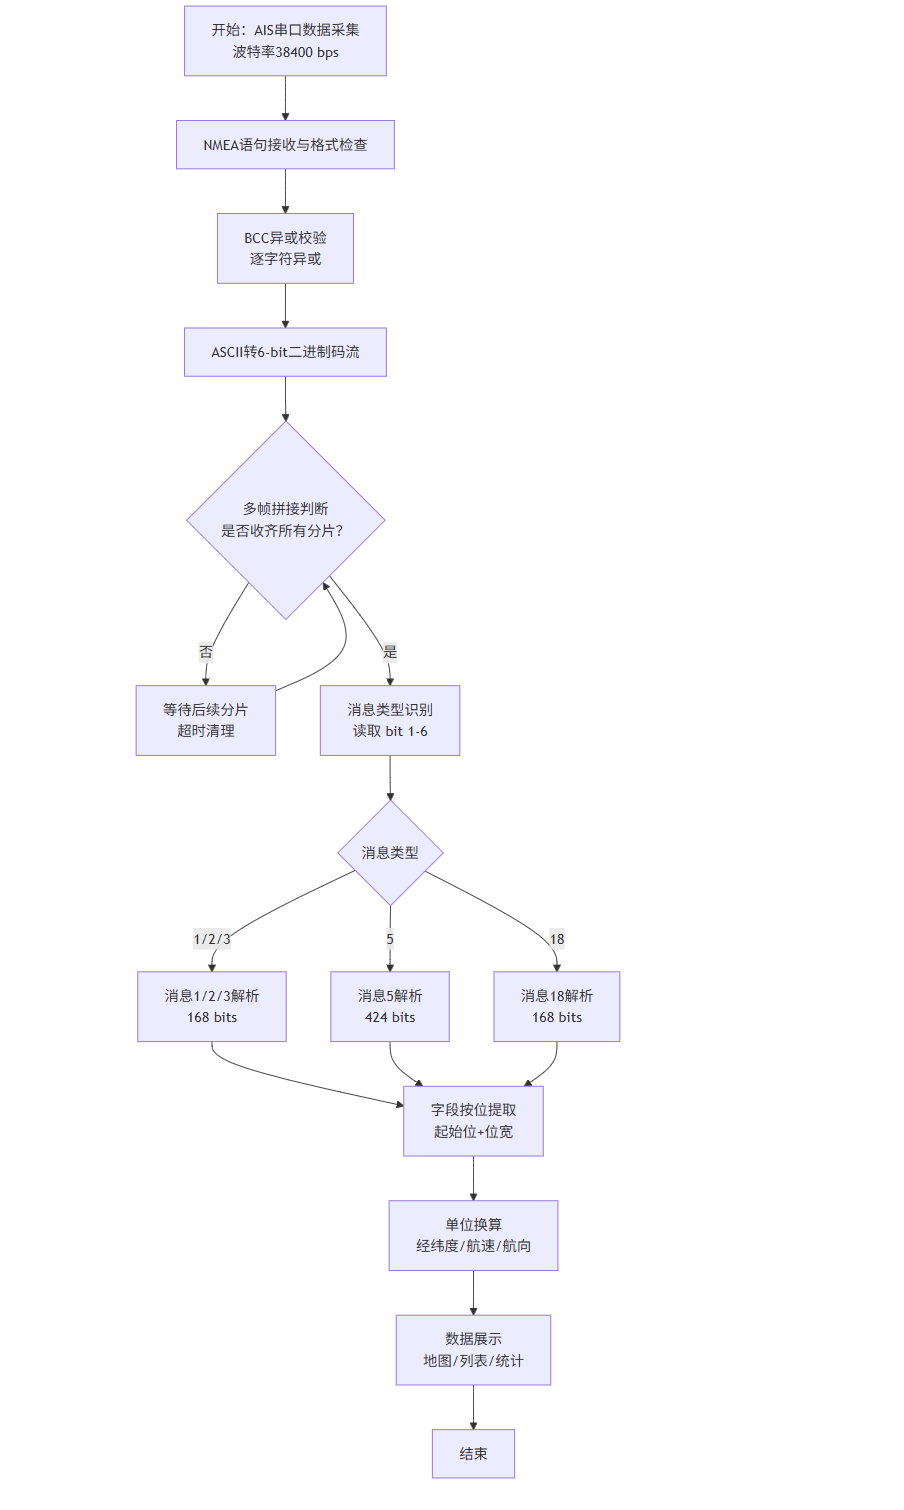 开始：AIS串口数据采集
波特率38400 bps
NMEA语句接收与格式检查
BCC异或校验
逐字符异或
ASCII转6-bit二进制码流
多帧拼接判断
是否收齐所有分片？
否
是
等待后续分片
超时清理
消息类型识别
读取 bit 1-6
消息类型
1/2/3
5
18
消息1/2/3解析
168 bits
消息5解析
424 bits
消息18解析
168 bits
字段按位提取
起始位+位宽
单位换算
经纬度/航速/航向
数据展示
地图/列表/统计
结束